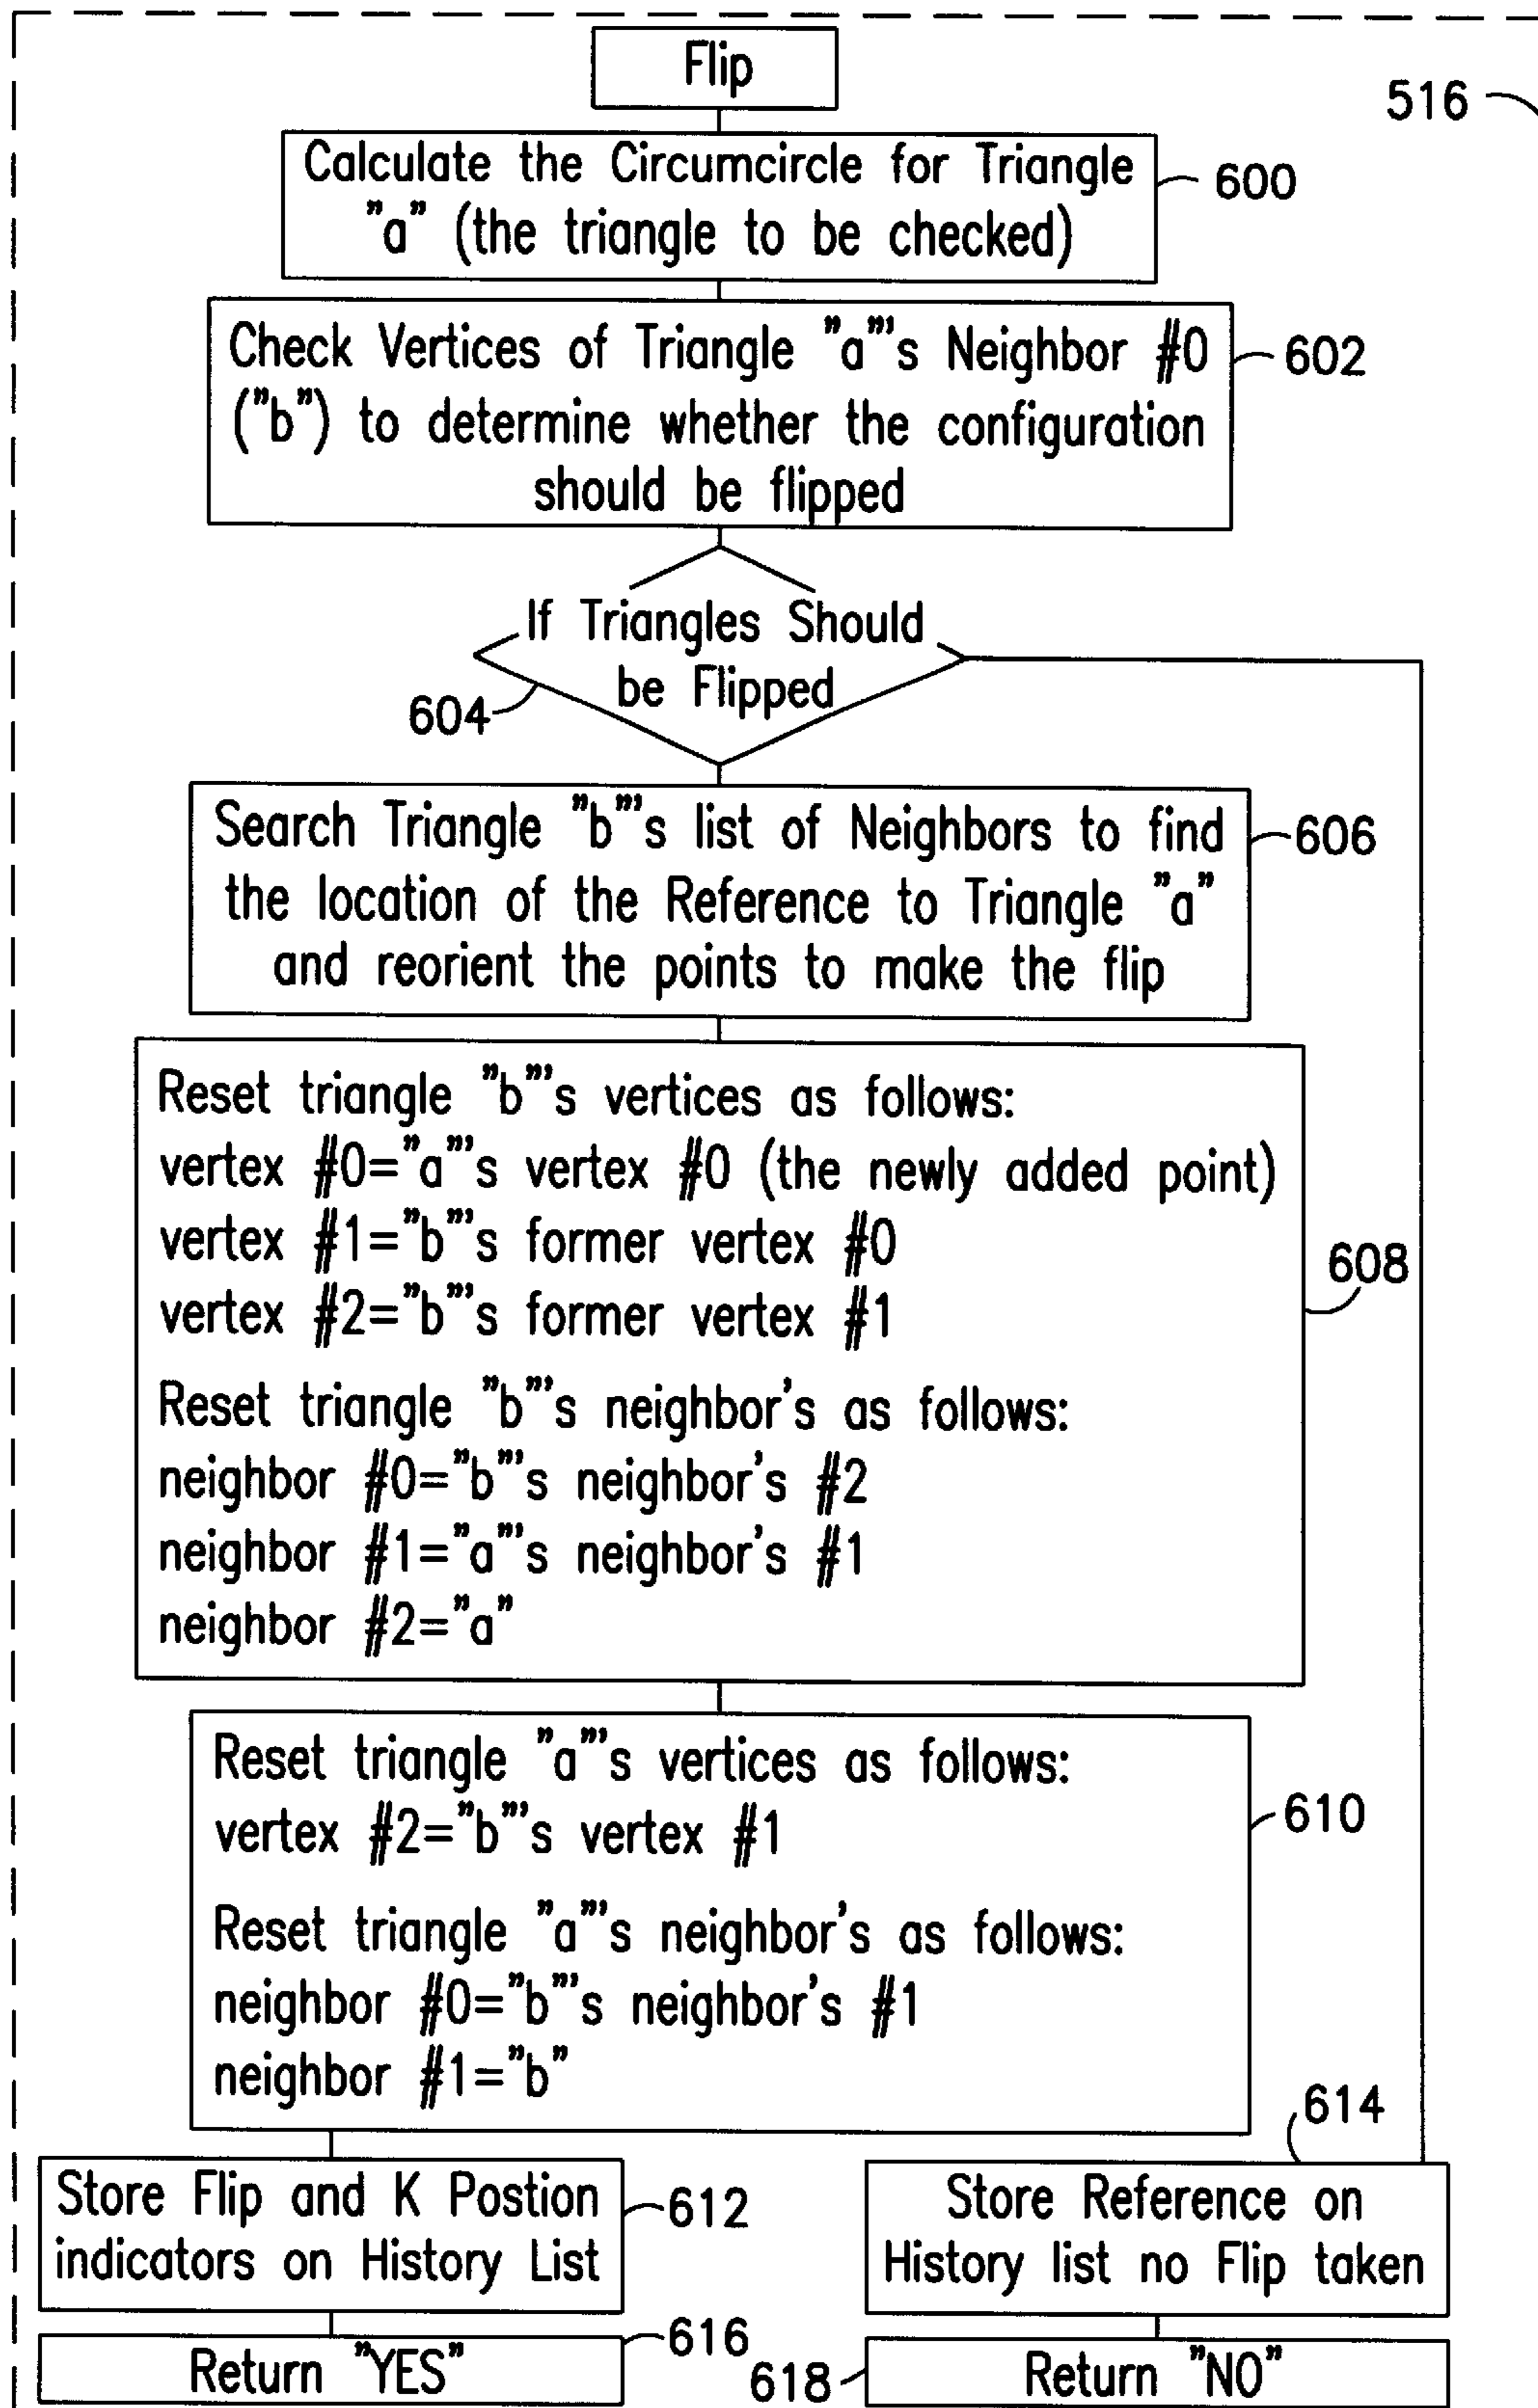 Flip
516
Calculate the Circumcircle for Triangle
"a" (the triangle to be checked)
600
Check Vertices of Triangle "a"'s Neighbor #0
("b") to determine whether the configuration
should be flipped
602
If Triangles Should
be Flipped
604
Search Triangle "b"'s list of Neighbors to find
the location of the Reference to Triangle "a"
and reorient the points to make the flip
606
Reset triangle "b"'s vertices as follows:
vertex #0="a"'s vertex #0 (the newly added point)
vertex #1="b"'s former vertex #0
vertex #2="b"'s former vertex #1
Reset triangle "b"'s neighbor's as follows:
neighbor #0="b"'s neighbor's #2
neighbor #1="a"'s neighbor's #1
neighbor #2="a"
608
Reset triangle "a"'s vertices as follows:
vertex #2="b"'s vertex #1
Reset triangle "a"'s neighbor's as follows:
neighbor #0="b"'s neighbor's #1
neighbor #1="b"
610
614
Store Flip and K Postion
indicators on History List
612
Store Reference on
History list no Flip taken
Return "YES"
616
618
Return "NO"